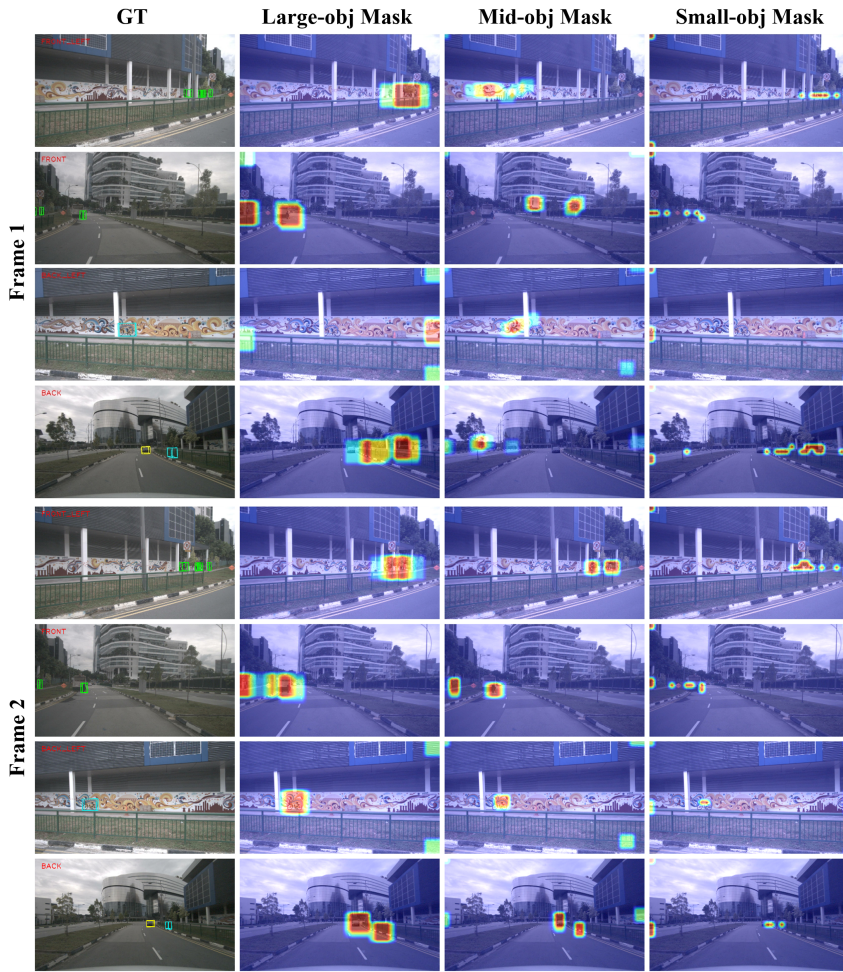 GT Large-obj Mask Mid-obj Mask Small-obj Mask
Frame 1
FRONT
BACK
Frame 2
FRONT
BACK